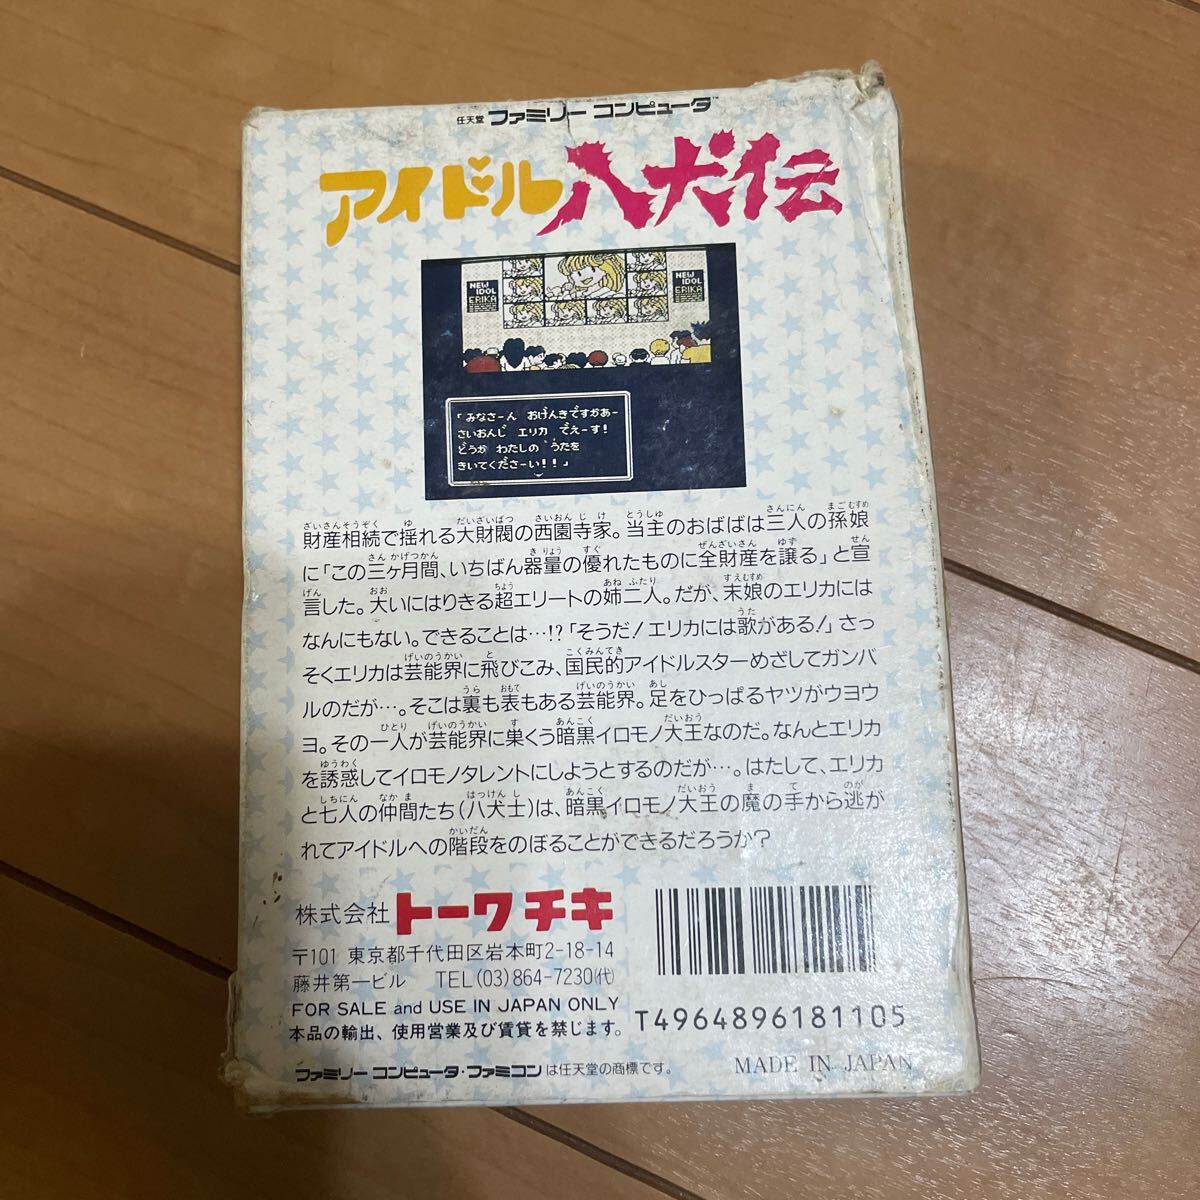 任天堂 ファミリー コンピュータ™
アイドル八犬伝
NEW IDOL ERIKA
NEW IDOL ERIKA
「みなさーん おげんきですかあー
さいおんじ エリカ でえーす!
どうか わたしの うたを
きいてくださーい!!」
財産相続で揺れる大財閥の西園寺家。当主のおばばは三人の孫娘
に「この三ヶ月間、いちばん器量の優れたものに全財産を譲る」と宣
言した。大いにはりきる超エリートの姉二人。だが、末娘のエリカには
なんにもない。できることは…!?「そうだ!エリカには歌がある!」さっ
そくエリカは芸能界に飛びこみ、国民的アイドルスターめざしてガンバ
ルのだが…。そこは裏も表もある芸能界。足をひっぱるヤツがウヨウ
ヨ。その一人が芸能界に巣くう暗黒イロモノ大王なのだ。なんとエリカ
を誘惑してイロモノタレントにしようとするのだが…。はたして、エリカ
と七人の仲間たち(八犬士)は、暗黒イロモノ大王の魔の手から逃が
れてアイドルへの階段をのぼることができるだろうか?
株式会社 トーワチキ
〒101 東京都千代田区岩本町2-18-14
藤井第一ビル TEL(03)864-7230(代)
FOR SALE and USE IN JAPAN ONLY
本品の輸出、使用営業及び賃貸を禁じます。
T4964896181105
ファミリー コンピュータ・ファミコンは任天堂の商標です。
MADE IN JAPAN